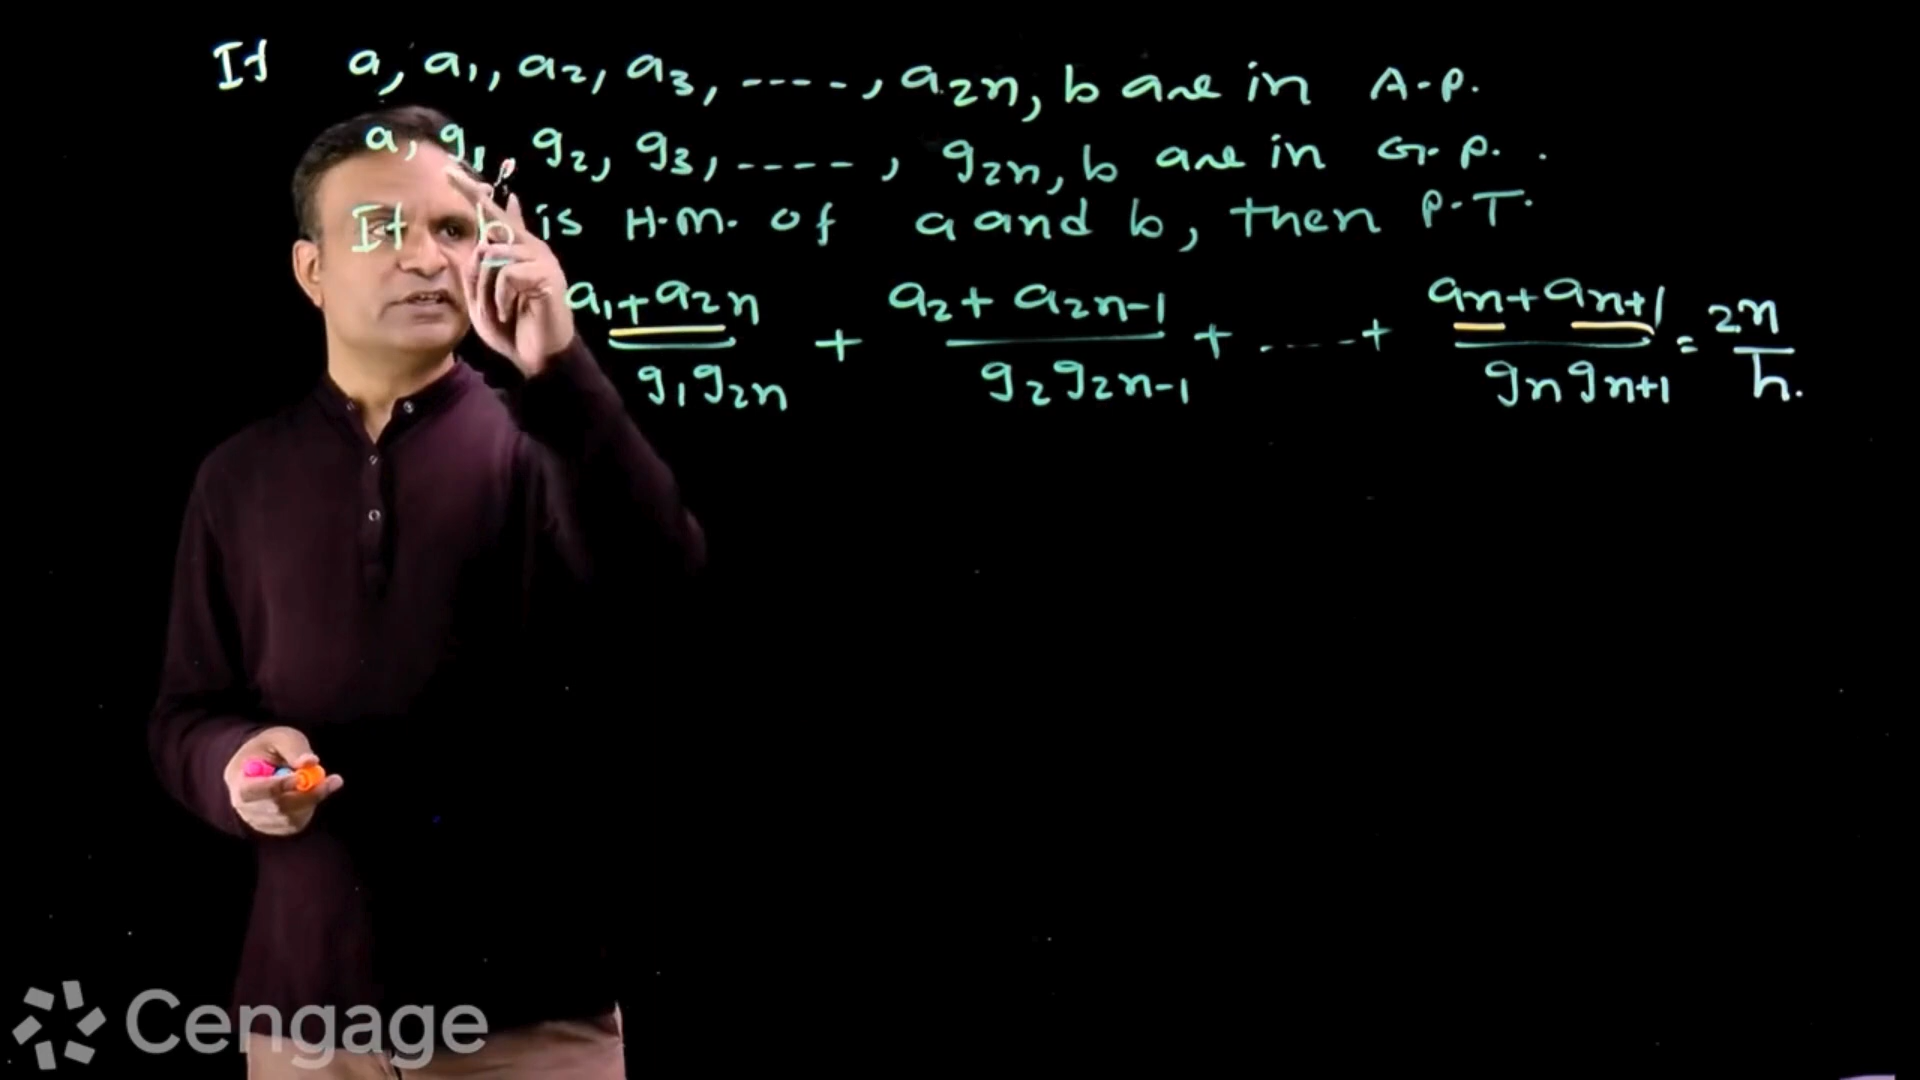 If a, a1, a2, a3, ----, a2n, b are in A.P.
a, g1, g2, g3, ----, g2n, b are in G.P..
If h is H.M. of a and b, then P.T.
a1+a2n/g1g2n + a2+a2n-1/g2g2n-1 + ....+ an+an+1/gngn+1 = 2n/h.
Cengage